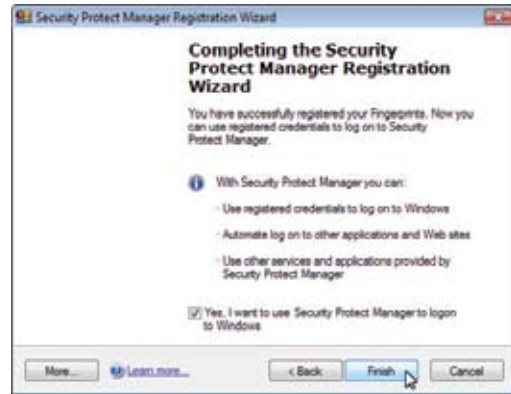 Security Protect Manager Registration Wizard
Completing the Security
Protect Manager Registration
Wizard
You have successfully registered your Fingerprints. Now you
can use registered credentials to log on to Security
Protect Manager.
With Security Protect Manager you can:
· Use registered credentials to log on to Windows
· Automate log on to other applications and Web sites
· Use other services and applications provided by
Security Protect Manager
Yes, I want to use Security Protect Manager to logon
to Windows
More... Learn more... < Back Finish Cancel